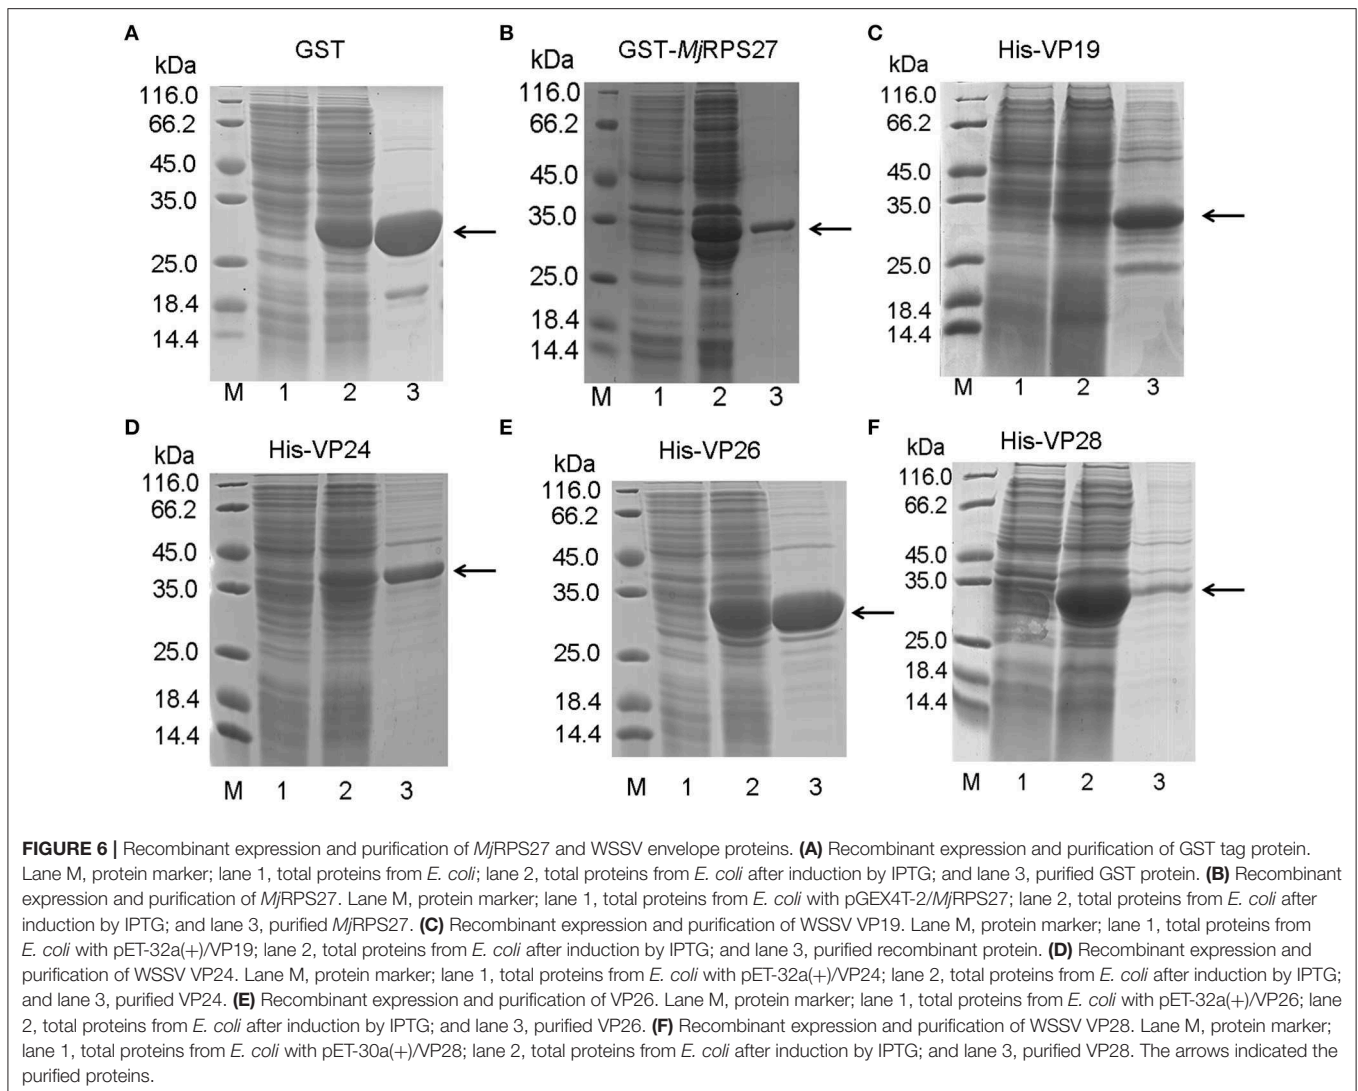 A
GST
kDa
116.0
66.2
45.0
35.0
25.0
18.4
14.4
M 1 2 3
B
GST-MjRPS27
kDa
116.0
66.2
45.0
35.0
25.0
18.4
14.4
M 1 2 3
C
His-VP19
kDa
116.0
66.2
45.0
35.0
25.0
18.4
14.4
M 1 2 3
D
His-VP24
kDa
116.0
66.2
45.0
35.0
25.0
18.4
14.4
M 1 2 3
E
His-VP26
kDa
116.0
66.2
45.0
35.0
25.0
18.4
14.4
M 1 2 3
F
His-VP28
kDa
116.0
66.2
45.0
35.0
25.0
18.4
14.4
M 1 2 3
FIGURE 6 | Recombinant expression and purification of MjRPS27 and WSSV envelope proteins. (A) Recombinant expression and purification of GST tag protein.
Lane M, protein marker; lane 1, total proteins from E. coli; lane 2, total proteins from E. coli after induction by IPTG; and lane 3, purified GST protein. (B) Recombinant
expression and purification of MjRPS27. Lane M, protein marker; lane 1, total proteins from E. coli with pGEX4T-2/MjRPS27; lane 2, total proteins from E. coli after
induction by IPTG; and lane 3, purified MjRPS27. (C) Recombinant expression and purification of WSSV VP19. Lane M, protein marker; lane 1, total proteins from
E. coli with pET-32a(+)/VP19; lane 2, total proteins from E. coli after induction by IPTG; and lane 3, purified recombinant protein. (D) Recombinant expression and
purification of WSSV VP24. Lane M, protein marker; lane 1, total proteins from E. coli with pET-32a(+)/VP24; lane 2, total proteins from E. coli after induction by IPTG;
and lane 3, purified VP24. (E) Recombinant expression and purification of VP26. Lane M, protein marker; lane 1, total proteins from E. coli with pET-32a(+)/VP26; lane
2, total proteins from E. coli after induction by IPTG; and lane 3, purified VP26. (F) Recombinant expression and purification of WSSV VP28. Lane M, protein marker;
lane 1, total proteins from E. coli with pET-30a(+)/VP28; lane 2, total proteins from E. coli after induction by IPTG; and lane 3, purified VP28. The arrows indicated the
purified proteins.